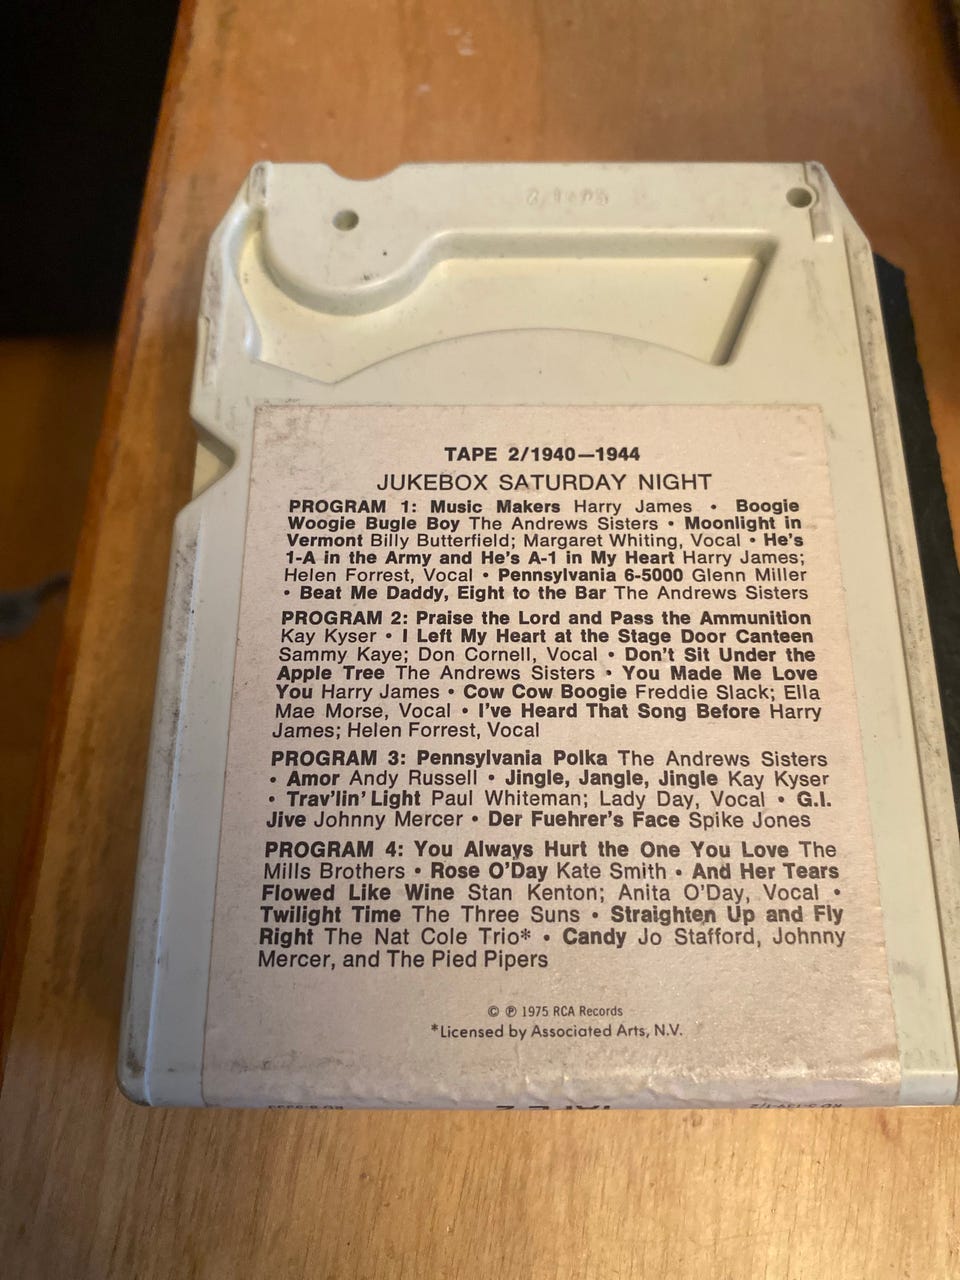 TAPE 2/1940—1944
JUKEBOX SATURDAY NIGHT
PROGRAM 1: Music Makers Harry James • Boogie
Woogie Bugle Boy The Andrews Sisters • Moonlight in
Vermont Billy Butterfield; Margaret Whiting, Vocal • He's
1-A in the Army and He's A-1 in My Heart Harry James;
Helen Forrest, Vocal • Pennsylvania 6-5000 Glenn Miller
• Beat Me Daddy, Eight to the Bar The Andrews Sisters
PROGRAM 2: Praise the Lord and Pass the Ammunition
Kay Kyser • I Left My Heart at the Stage Door Canteen
Sammy Kaye; Don Cornell, Vocal • Don't Sit Under the
Apple Tree The Andrews Sisters • You Made Me Love
You Harry James • Cow Cow Boogie Freddie Slack; Ella
Mae Morse, Vocal • I've Heard That Song Before Harry
James; Helen Forrest, Vocal
PROGRAM 3: Pennsylvania Polka The Andrews Sisters
• Amor Andy Russell • Jingle, Jangle, Jingle Kay Kyser
• Trav'lin' Light Paul Whiteman; Lady Day, Vocal • G.I.
Jive Johnny Mercer • Der Fuehrer's Face Spike Jones
PROGRAM 4: You Always Hurt the One You Love The
Mills Brothers • Rose O'Day Kate Smith • And Her Tears
Flowed Like Wine Stan Kenton; Anita O'Day, Vocal •
Twilight Time The Three Suns • Straighten Up and Fly
Right The Nat Cole Trio* • Candy Jo Stafford, Johnny
Mercer, and The Pied Pipers
© ℗ 1975 RCA Records
*Licensed by Associated Arts, N.V.
TAPE 2